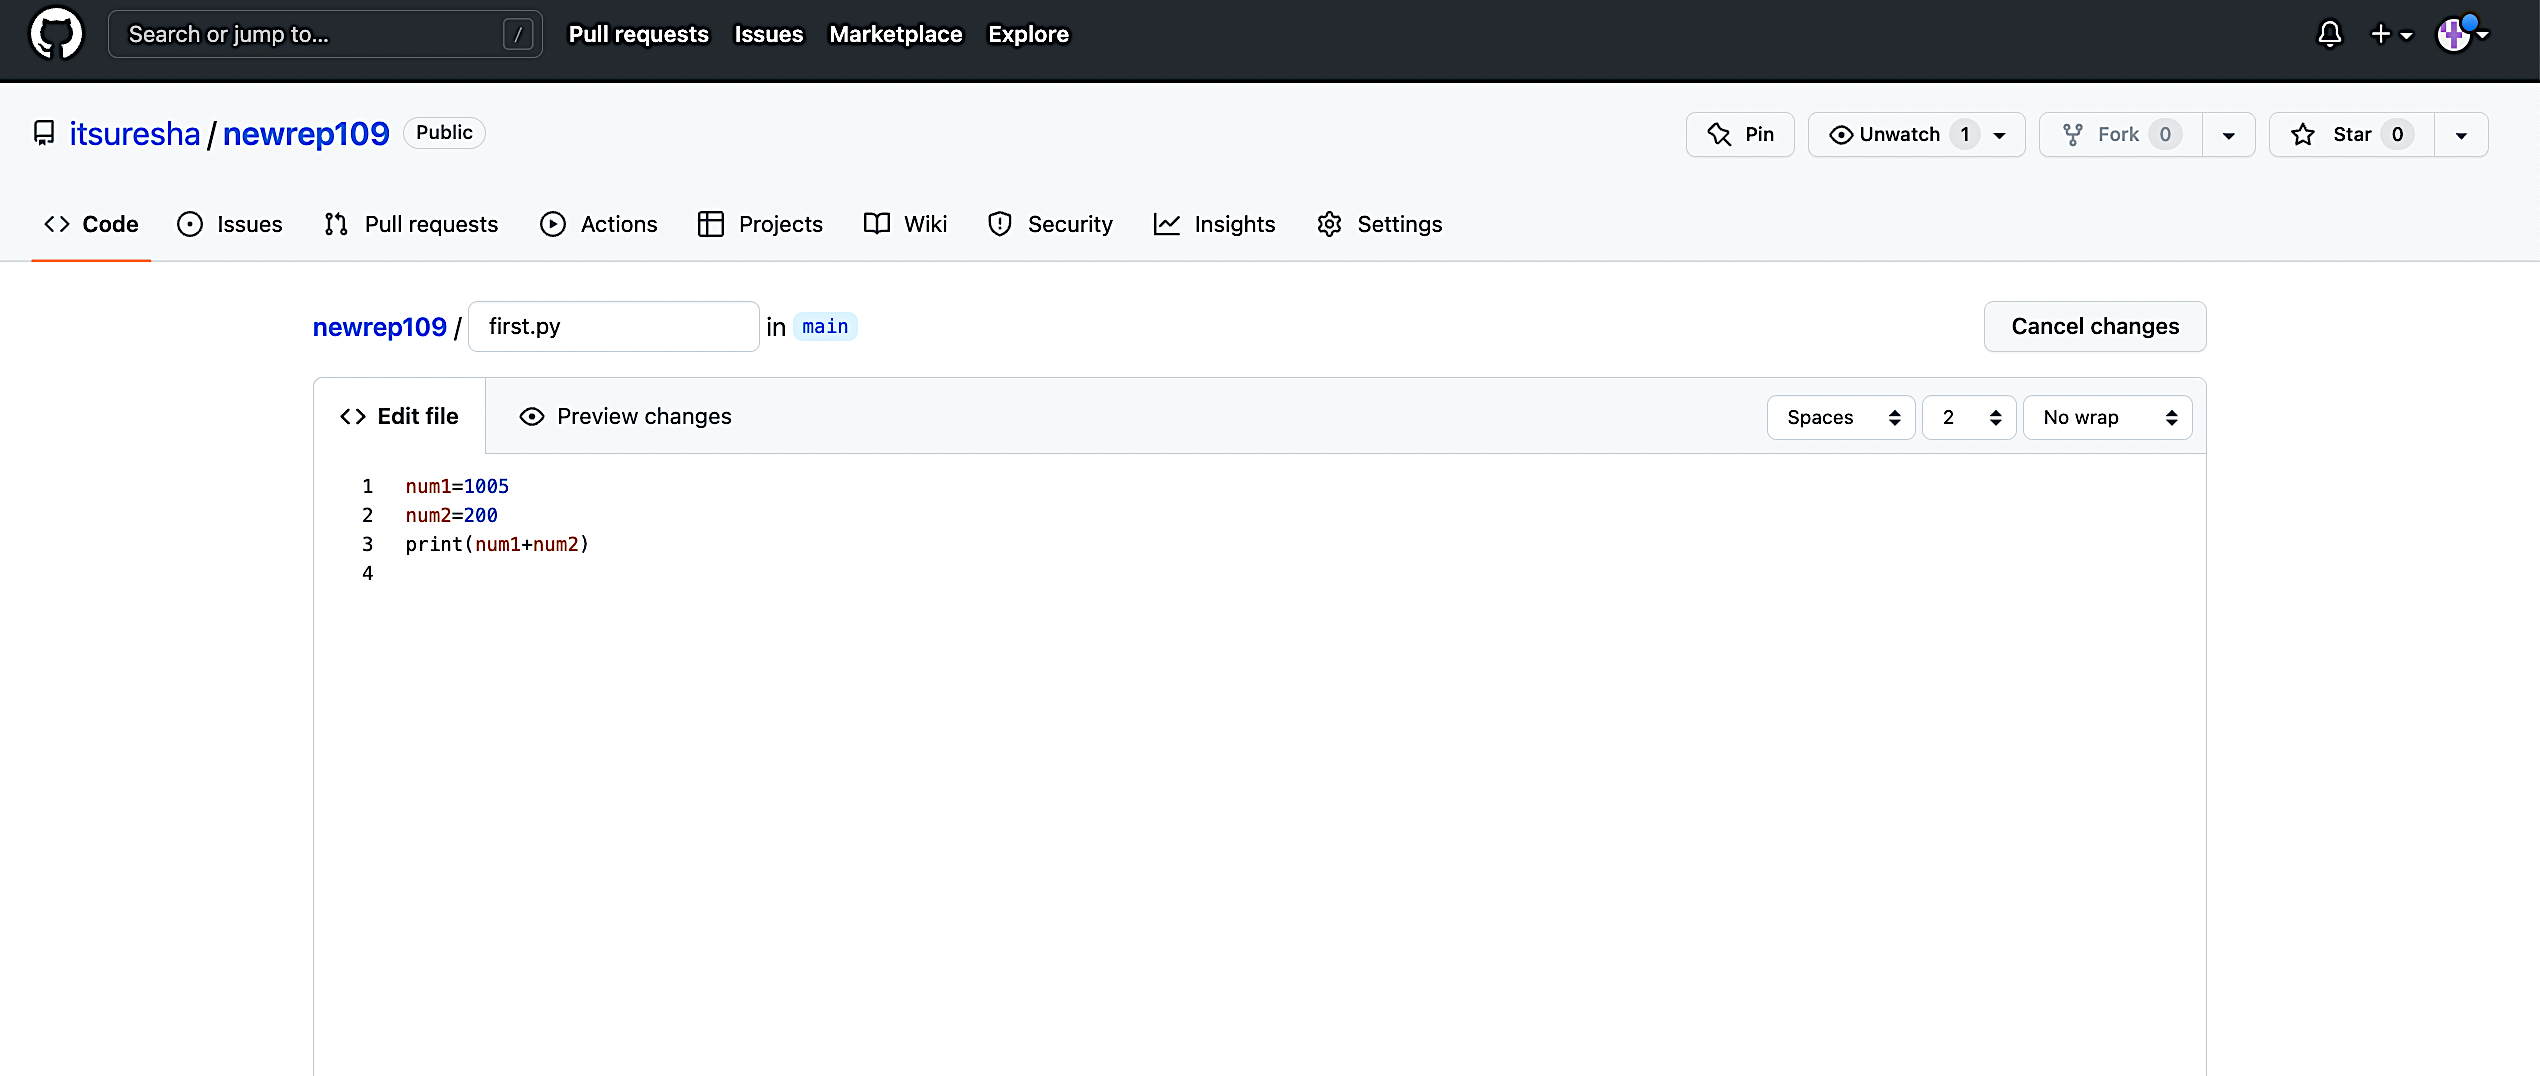 Search or jump to... / Pull requests Issues Marketplace Explore
itsuresha / newrep109 Public Pin Unwatch 1 Fork 0 Star 0
Code Issues Pull requests Actions Projects Wiki Security Insights Settings
newrep109 / first.py in main Cancel changes
Edit file Preview changes Spaces 2 No wrap
1 num1=1005
2 num2=200
3 print(num1+num2)
4